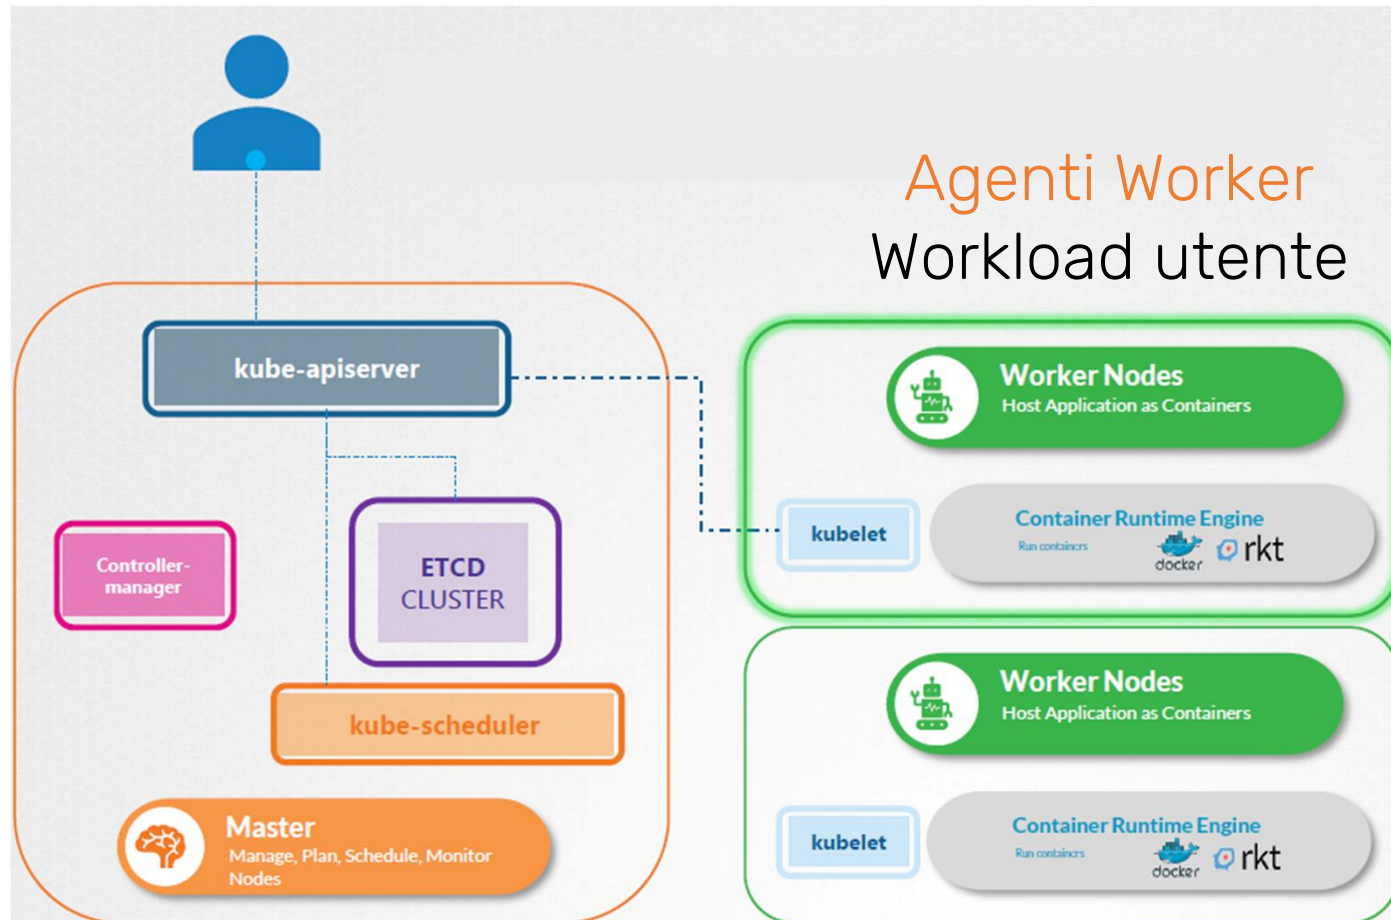 Agenti Worker
Workload utente
kube-apiserver
Controller-
manager
ETCD
CLUSTER
kube-scheduler
Master
Manage, Plan, Schedule, Monitor
Nodes
Worker Nodes
Host Application as Containers
kubelet
Container Runtime Engine
Run containers
docker
rkt
Worker Nodes
Host Application as Containers
kubelet
Container Runtime Engine
Run containers
docker
rkt